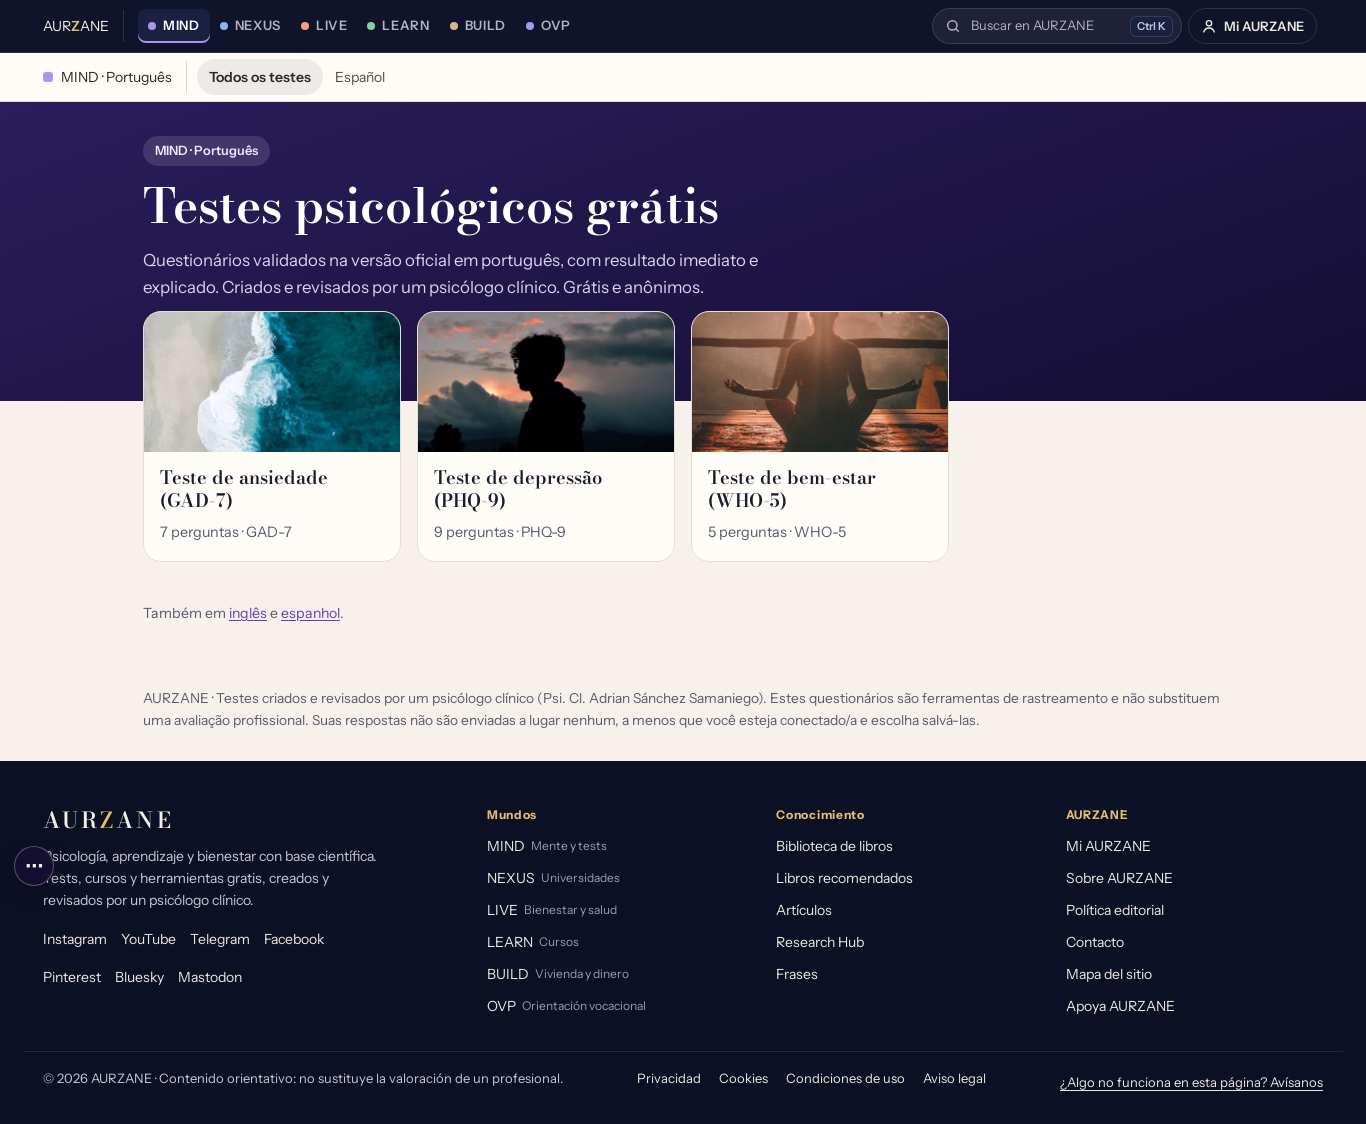 AURZANE
MIND
NEXUS
LIVE
LEARN
BUILD
OVP
Buscar en AURZANE
Ctrl K
Mi AURZANE
MIND · Português
Todos os testes
Español
MIND · Português
Testes psicológicos grátis
Questionários validados na versão oficial em português, com resultado imediato e
explicado. Criados e revisados por um psicólogo clínico. Grátis e anônimos.
Teste de ansiedade
(GAD-7)
7 perguntas · GAD-7
Teste de depressão
(PHQ-9)
9 perguntas · PHQ-9
Teste de bem-estar
(WHO-5)
5 perguntas · WHO-5
Também em inglês e espanhol.
AURZANE · Testes criados e revisados por um psicólogo clínico (Psi. Cl. Adrian Sánchez Samaniego). Estes questionários são ferramentas de rastreamento e não substituem
uma avaliação profissional. Suas respostas não são enviadas a lugar nenhum, a menos que você esteja conectado/a e escolha salvá-las.
AURZANE
Psicología, aprendizaje y bienestar con base científica.
Tests, cursos y herramientas gratis, creados y
revisados por un psicólogo clínico.
Instagram YouTube Telegram Facebook
Pinterest Bluesky Mastodon
Mundos
MIND Mente y tests
NEXUS Universidades
LIVE Bienestar y salud
LEARN Cursos
BUILD Vivienda y dinero
OVP Orientación vocacional
Conocimiento
Biblioteca de libros
Libros recomendados
Artículos
Research Hub
Frases
AURZANE
Mi AURZANE
Sobre AURZANE
Política editorial
Contacto
Mapa del sitio
Apoya AURZANE
© 2026 AURZANE · Contenido orientativo: no sustituye la valoración de un profesional.
Privacidad Cookies Condiciones de uso Aviso legal
¿Algo no funciona en esta página? Avísanos